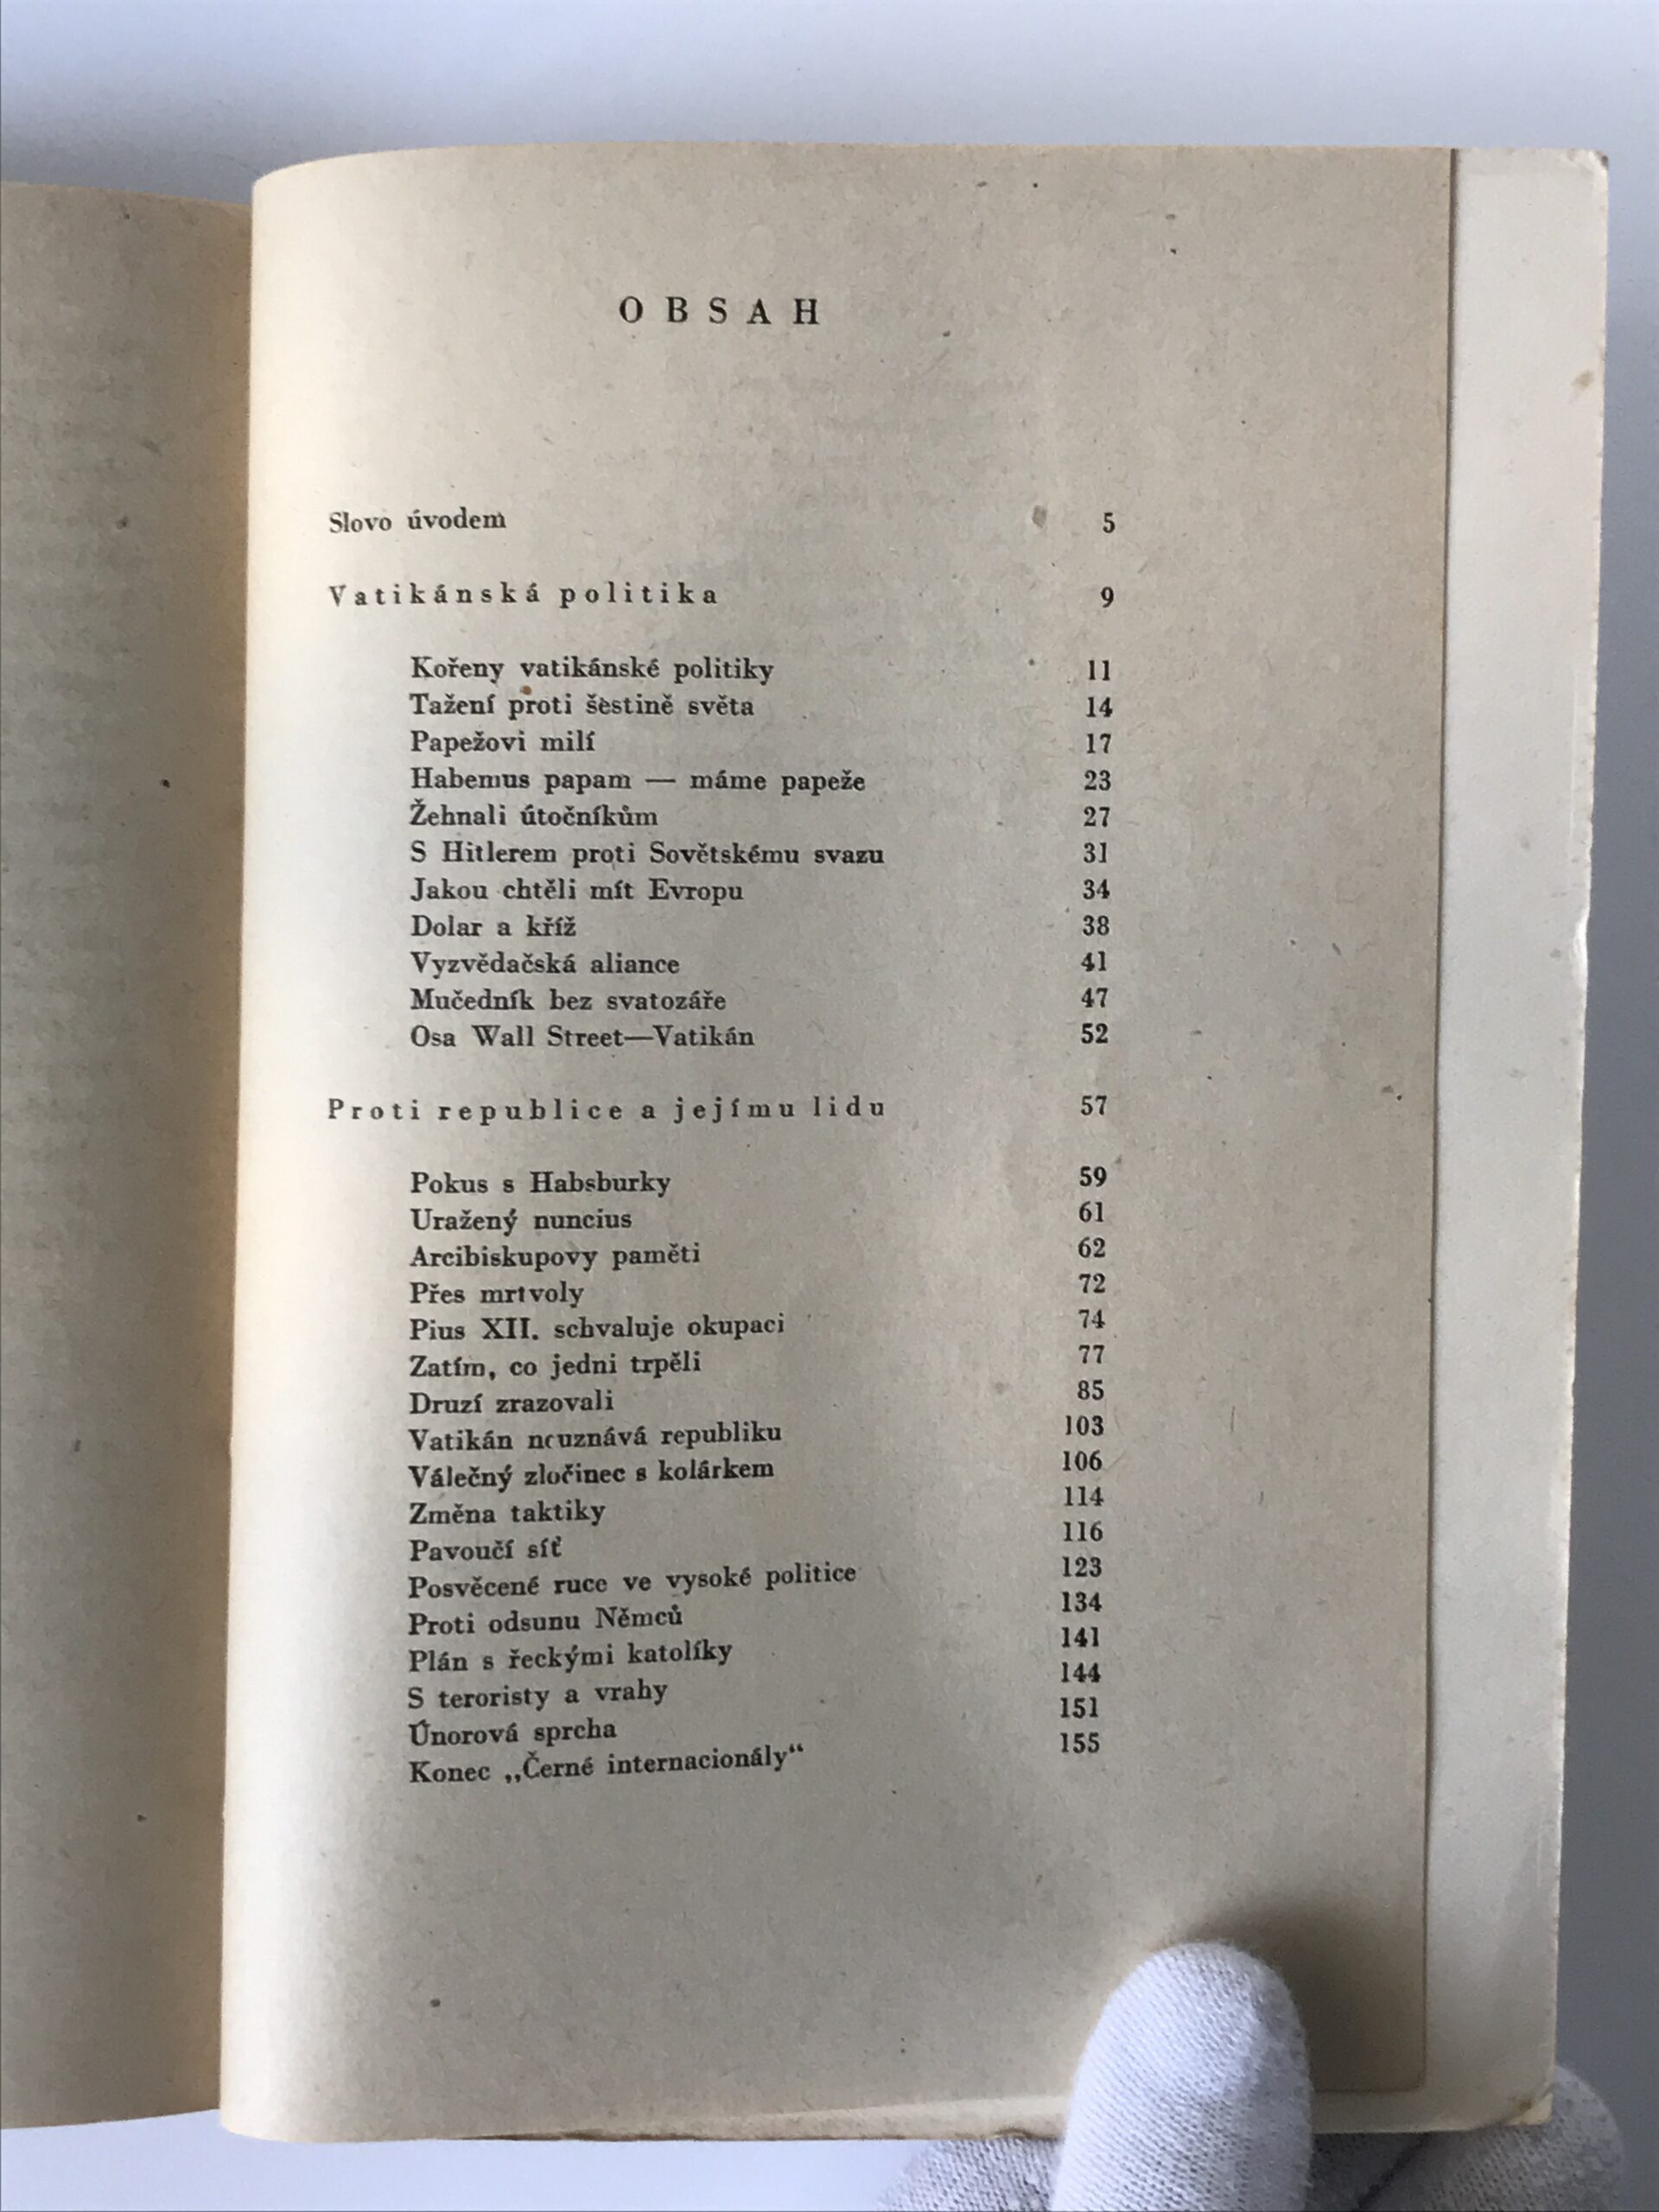 OBSAH
Slovo úvodem 5
Vatikánská politika 9
Kořeny vatikánské politiky 11
Tažení proti šestině světa 14
Papežovi milí 17
Habemus papam — máme papeže 23
Žehnali útočníkům 27
S Hitlerem proti Sovětskému svazu 31
Jakou chtěli mít Evropu 34
Dolar a kříž 38
Vyzvědačská aliance 41
Mučedník bez svatozáře 47
Osa Wall Street—Vatikán 52
Proti republice a jejímu lidu 57
Pokus s Habsburky 59
Uražený nuncius 61
Arcibiskupovy paměti 62
Přes mrtvoly 72
Pius XII. schvaluje okupaci 74
Zatím, co jedni trpěli 77
Druzí zrazovali 85
Vatikán neuznává republiku 103
Válečný zločinec s kolárkem 106
Změna taktiky 114
Pavoučí síť 116
Posvěcené ruce ve vysoké politice 123
Proti odsunu Němců 134
Plán s řeckými katolíky 141
S teroristy a vrahy 144
Únorová sprcha 151
Konec „Černé internacionály“ 155